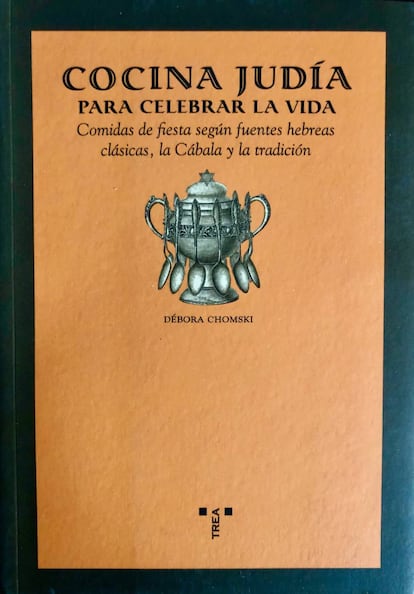 COCINA JUDÍA
PARA CELEBRAR LA VIDA
Comidas de fiesta según fuentes hebreas
clásicas, la Cábala y la tradición
DÉBORA CHOMSKI
TREA